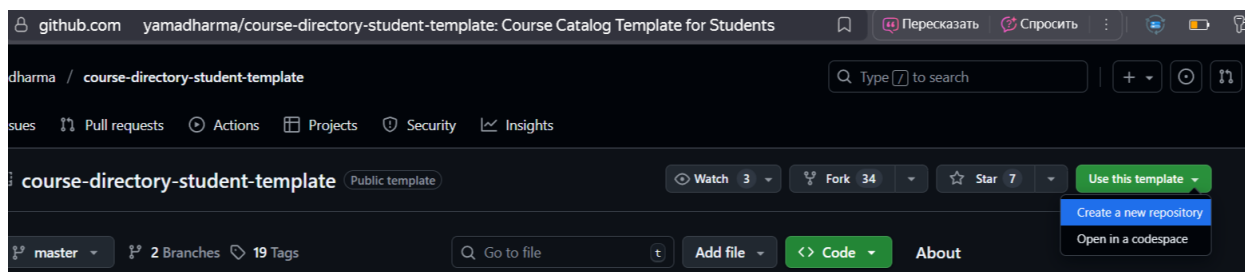 github.com yamadharma/course-directory-student-template: Course Catalog Template for Students Пересказать Спросить
dharma / course-directory-student-template Type / to search
sues Pull requests Actions Projects Security Insights
course-directory-student-template Public template Watch 3 Fork 34 Star 7 Use this template
Create a new repository
Open in a codespace
master 2 Branches 19 Tags Go to file t Add file <> Code About